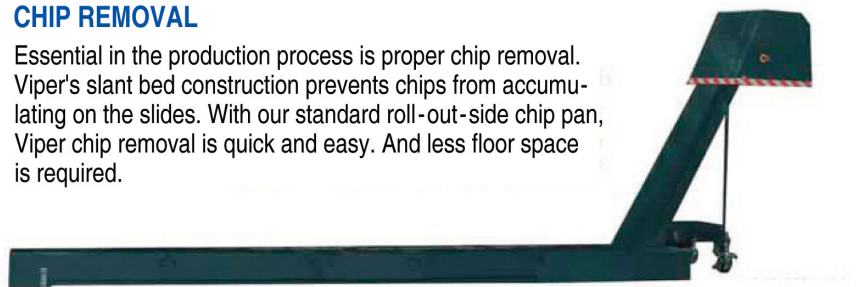 CHIP REMOVAL
Essential in the production process is proper chip removal.
Viper's slant bed construction prevents chips from accumu-
lating on the slides. With our standard roll-out-side chip pan,
Viper chip removal is quick and easy. And less floor space
is required.